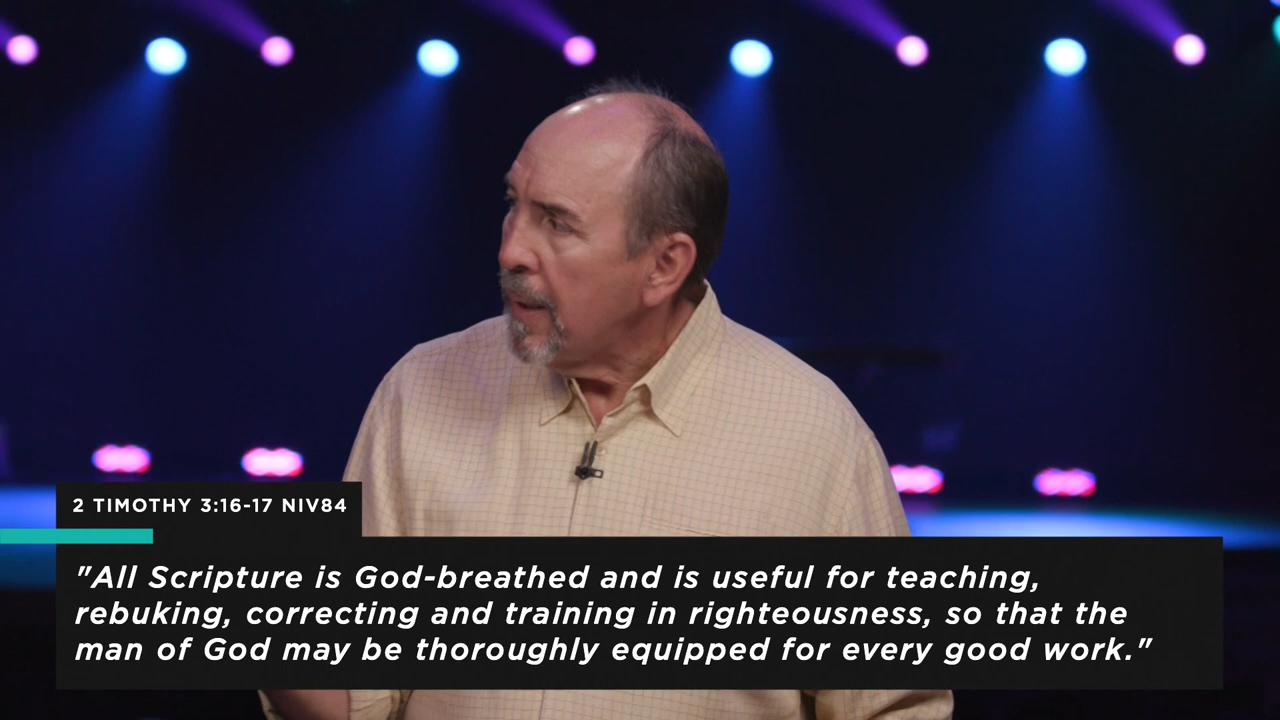 2 TIMOTHY 3:16-17 NIV84
"All Scripture is God-breathed and is useful for teaching,
rebuking, correcting and training in righteousness, so that the
man of God may be thoroughly equipped for every good work."